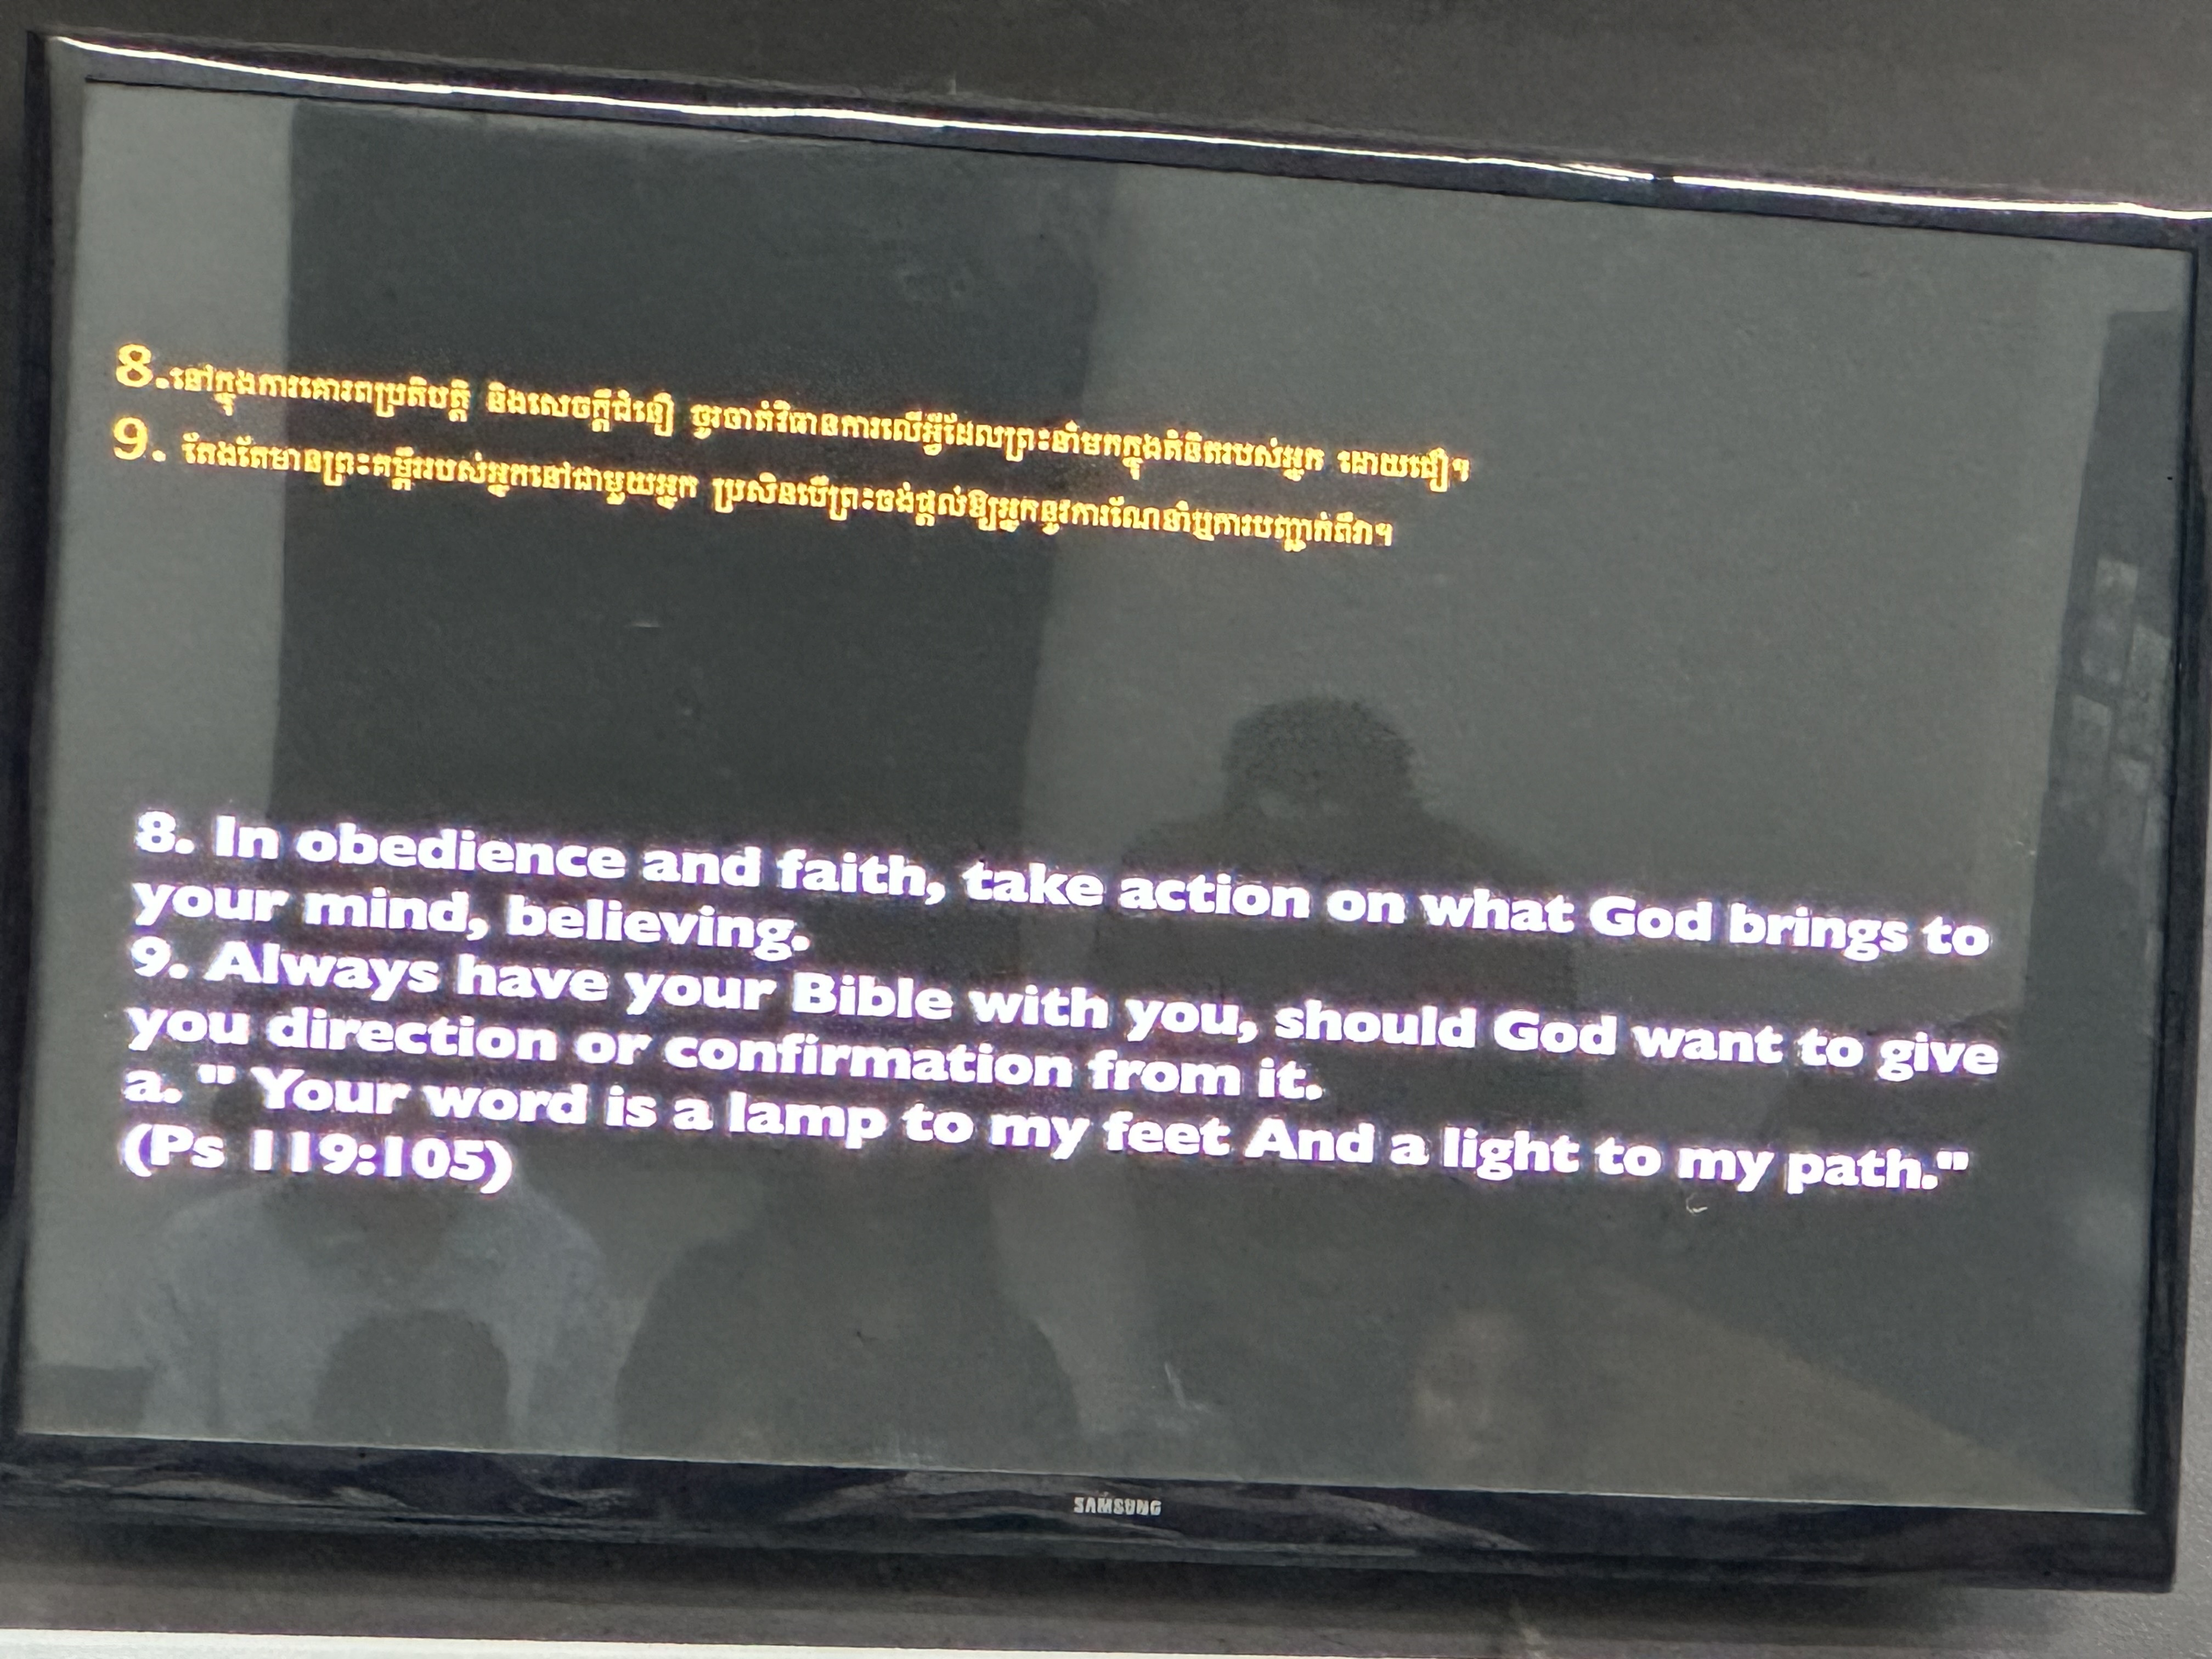 8.នៅក្នុងការគោរពប្រតិបត្តិ និងសេចក្តីជំនឿ ចូរចាត់វិធានការលើអ្វីដែលព្រះនាំមកក្នុងគំនិតរបស់អ្នក ដោយជឿ។
9. តែងតែមានព្រះគម្ពីររបស់អ្នកនៅជាមួយអ្នក ប្រសិនបើព្រះចង់ផ្តល់ឱ្យអ្នកនូវការណែនាំឬការបញ្ជាក់ពីវា។
8. In obedience and faith, take action on what God brings to
your mind, believing.
9. Always have your Bible with you, should God want to give
you direction or confirmation from it.
a. " Your word is a lamp to my feet And a light to my path."
(Ps 119:105)
SAMSUNG